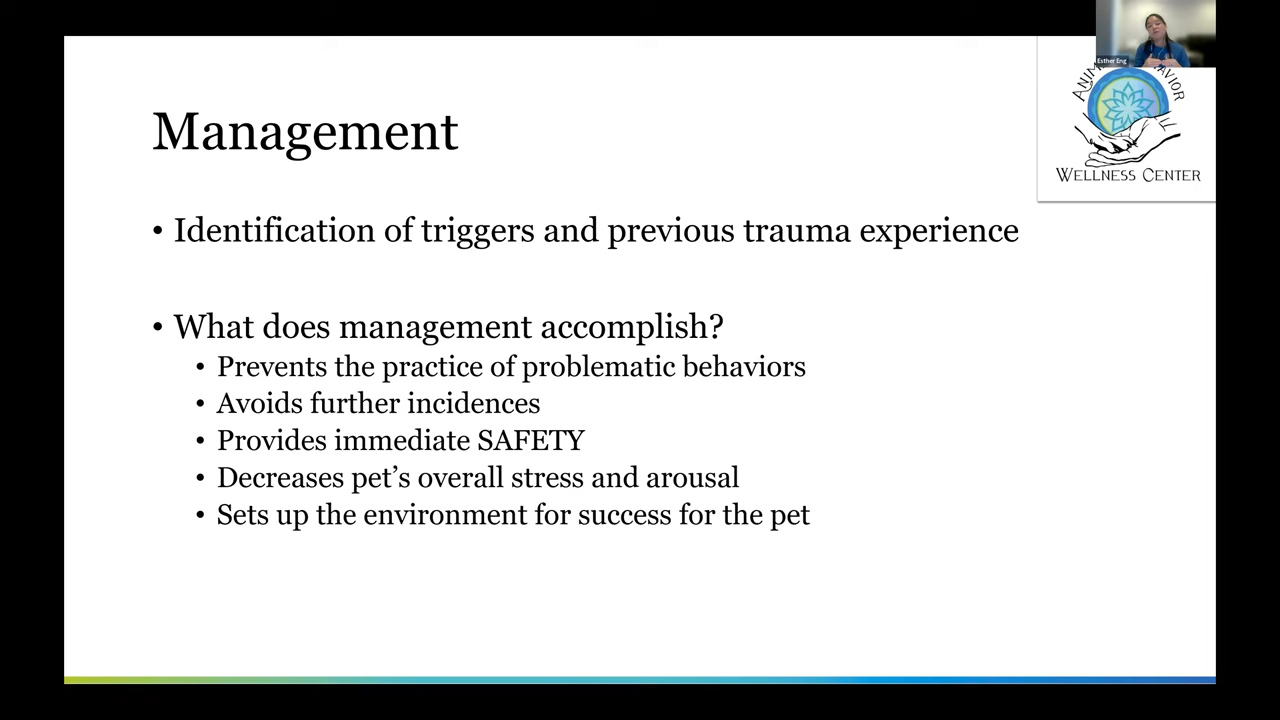 Esther Eng
Management
WELLNESS CENTER
• Identification of triggers and previous trauma experience
• What does management accomplish?
• Prevents the practice of problematic behaviors
• Avoids further incidences
• Provides immediate SAFETY
• Decreases pet’s overall stress and arousal
• Sets up the environment for success for the pet